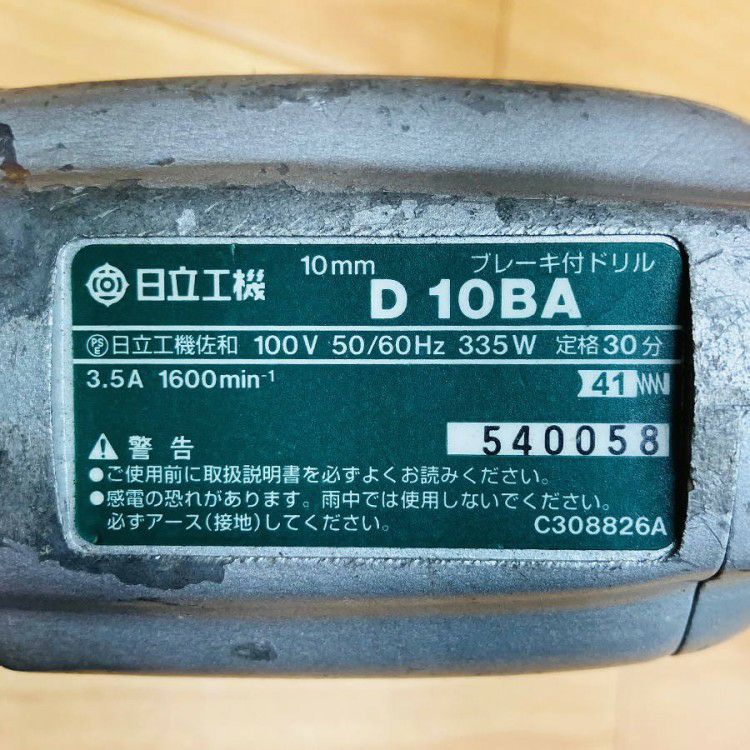 日立工機 10mm ブレーキ付ドリル
D 10BA
PSE 日立工機佐和 100V 50/60Hz 335W 定格30分
3.5A 1600min⁻¹ 41
警告 540058
●ご使用前に取扱説明書を必ずよくお読みください。
●感電の恐れがあります。雨中では使用しないでください。
必ずアース(接地)してください。 C308826A